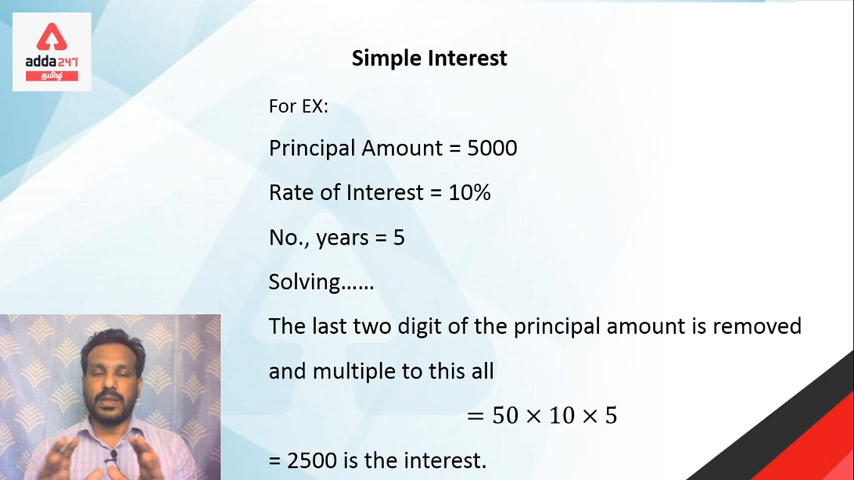 adda247
தமிழ்
Simple Interest
For EX:
Principal Amount = 5000
Rate of Interest = 10%
No., years = 5
Solving......
The last two digit of the principal amount is removed
and multiple to this all
= 50 × 10 × 5
= 2500 is the interest.